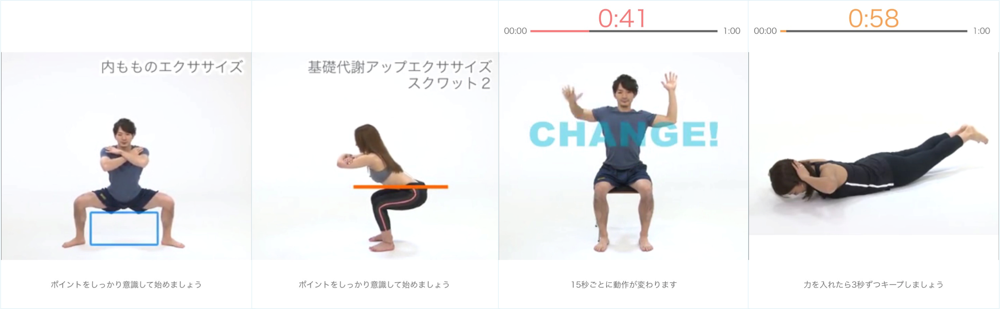 内もものエクササイズ
ポイントをしっかり意識して始めましょう
基礎代謝アップエクササイズ
スクワット２
ポイントをしっかり意識して始めましょう
0:41
00:00 1:00
CHANGE!
15秒ごとに動作が変わります
0:58
00:00 1:00
力を入れたら3秒ずつキープしましょう